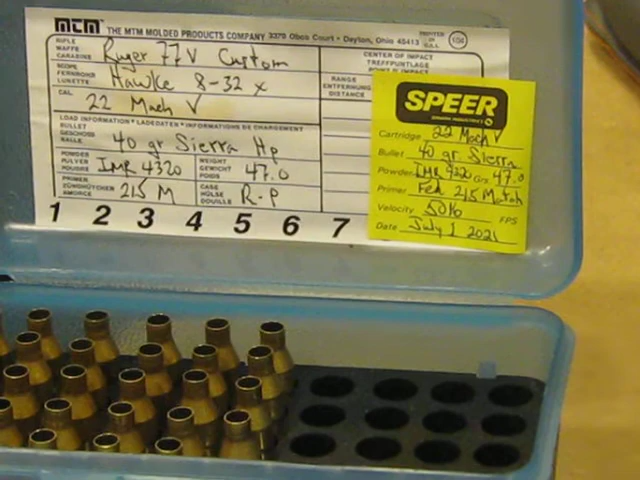 MTM THE MTM MOLDED PRODUCTS COMPANY 3370 Obco Court • Dayton, Ohio 45413 PRINTED IN U.S.A.
RIFLE
WAFFE
CARABINE
Ruger 77V Custom
SCOPE
FERNROHR
LUNETTE
Hawke 8-32 x
CAL.
22 Mach V
LOAD INFORMATION • LADEDATEN • INFORMATIONS DE CHARGEMENT
BULLET
GESCHOSS
BALLE
40 gr Sierra Hp
POWDER
PULVER
POUDRE
IMR 4320
WEIGHT
GEWICHT
POIDS
47.0
PRIMER
ZÜNDHÜTCHEN
AMORCE
215 M
CASE
HÜLSE
DOUILLE
R-P
CENTER OF IMPACT
TREFFPUNKTLAGE
RANGE
ENTFERNUNG
DISTANCE
1 2 3 4 5 6 7
SPEER
Cartridge 22 Mach V
Bullet 40 gr Sierra
Powder IMR 4320 Grs 47.0
Primer Fed 215 Match
Velocity 5016 FPS
Date July 1 2021